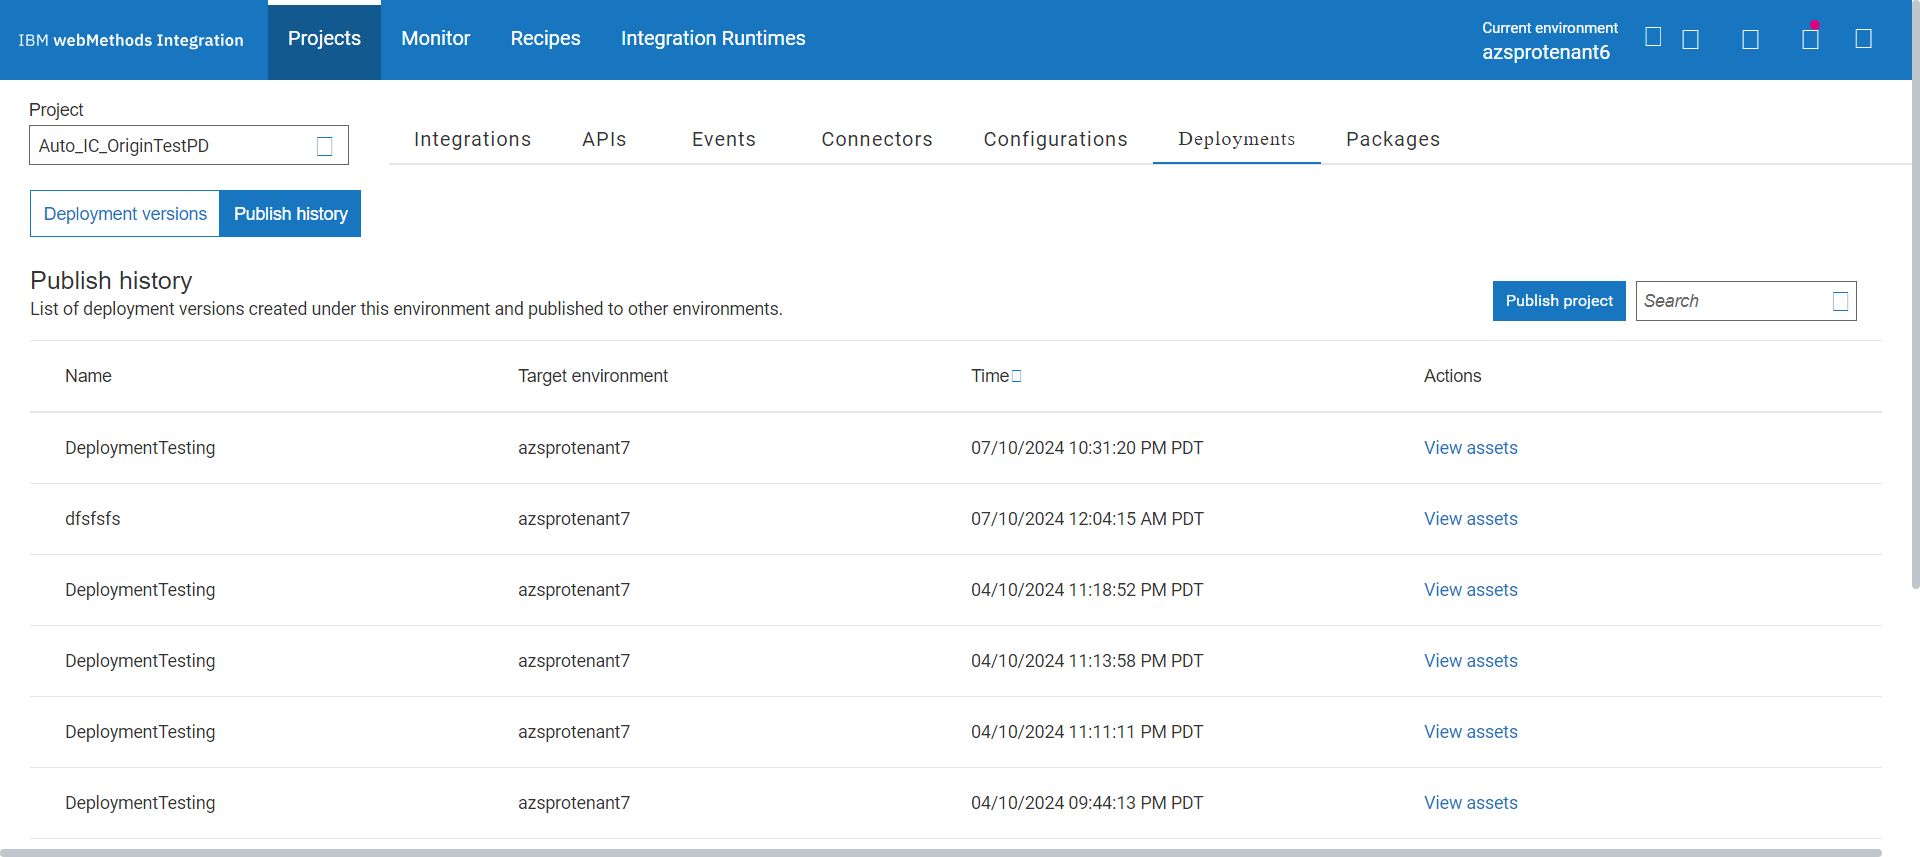 IBM webMethods Integration
Projects
Monitor
Recipes
Integration Runtimes
Current environment
azsprotenant6
Project
Auto_IC_OriginTestPD
Integrations
APIs
Events
Connectors
Configurations
Deployments
Packages
Deployment versions
Publish history
Publish history
List of deployment versions created under this environment and published to other environments.
Publish project
Search
Name Target environment Time Actions
DeploymentTesting azsprotenant7 07/10/2024 10:31:20 PM PDT View assets
dfsfsfs azsprotenant7 07/10/2024 12:04:15 AM PDT View assets
DeploymentTesting azsprotenant7 04/10/2024 11:18:52 PM PDT View assets
DeploymentTesting azsprotenant7 04/10/2024 11:13:58 PM PDT View assets
DeploymentTesting azsprotenant7 04/10/2024 11:11:11 PM PDT View assets
DeploymentTesting azsprotenant7 04/10/2024 09:44:13 PM PDT View assets